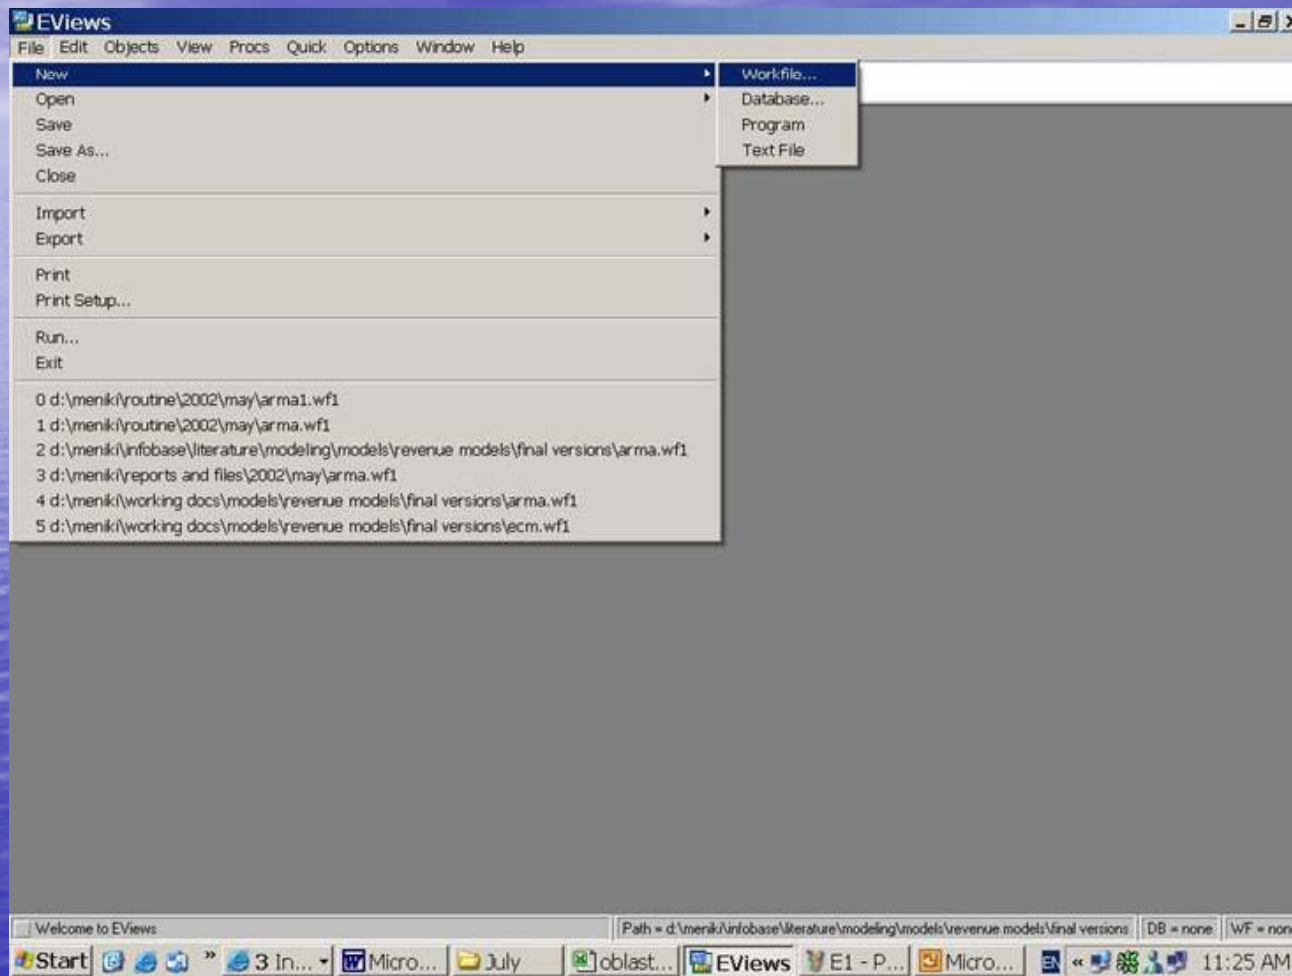 EViews
File Edit Objects View Procs Quick Options Window Help
New
Open
Save
Save As...
Close
Import
Export
Print
Print Setup...
Run...
Exit
0 d:\meniki\routine\2002\may\arma1.wf1
1 d:\meniki\routine\2002\may\arma.wf1
2 d:\meniki\infobase\literature\modeling\models\revenue models\final versions\arma.wf1
3 d:\meniki\reports and files\2002\may\arma.wf1
4 d:\meniki\working docs\models\revenue models\final versions\arma.wf1
5 d:\meniki\working docs\models\revenue models\final versions\ecm.wf1
Workfile...
Database...
Program
Text File
Welcome to EViews Path = d:\meniki\infobase\literature\modeling\models\revenue models\final versions DB = none WF = non
Start » 3 In... Micro... July oblast... EViews E1 - P... Micro... EN « 11:25 AM